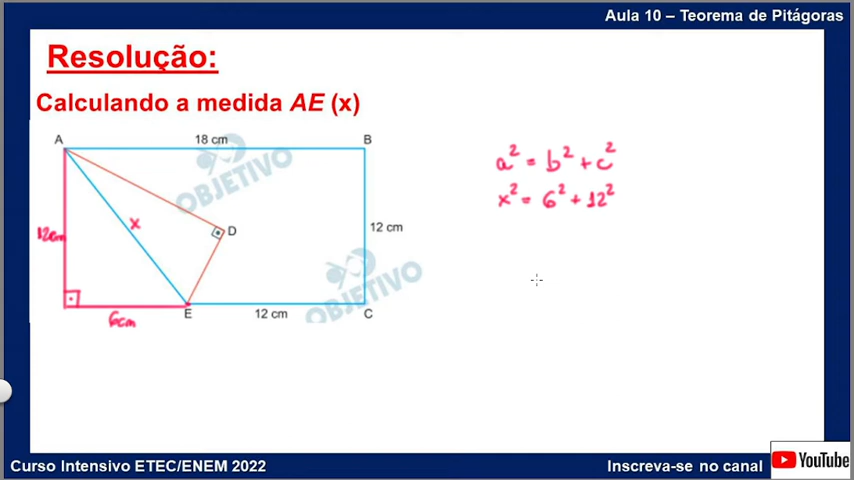 Aula 10 – Teorema de Pitágoras
Resolução:
Calculando a medida AE (x)
A
18 cm
B
OBJETIVO
a² = b² + c²
x² = 6² + 12²
12cm
x
D
12 cm
OBJETIVO
6cm
E
12 cm
C
Curso Intensivo ETEC/ENEM 2022
Inscreva-se no canal
YouTube